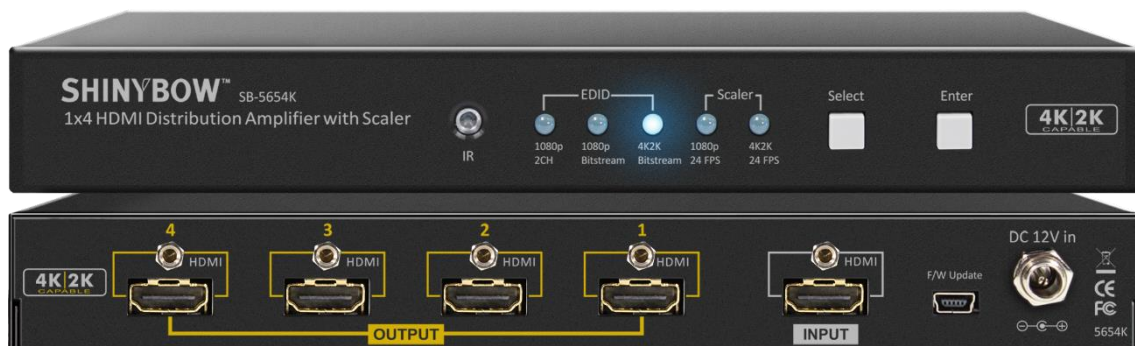 SHINYBOW™ SB-5654K
1x4 HDMI Distribution Amplifier with Scaler
IR
EDID
1080p
2CH
1080p
Bitstream
4K2K
Bitstream
Scaler
1080p
24 FPS
4K2K
24 FPS
Select
Enter
4K|2K
CAPABLE
4K|2K
CAPABLE
4
HDMI
3
HDMI
2
HDMI
1
HDMI
OUTPUT
HDMI
INPUT
F/W Update
DC 12V in
CE
FC
5654K